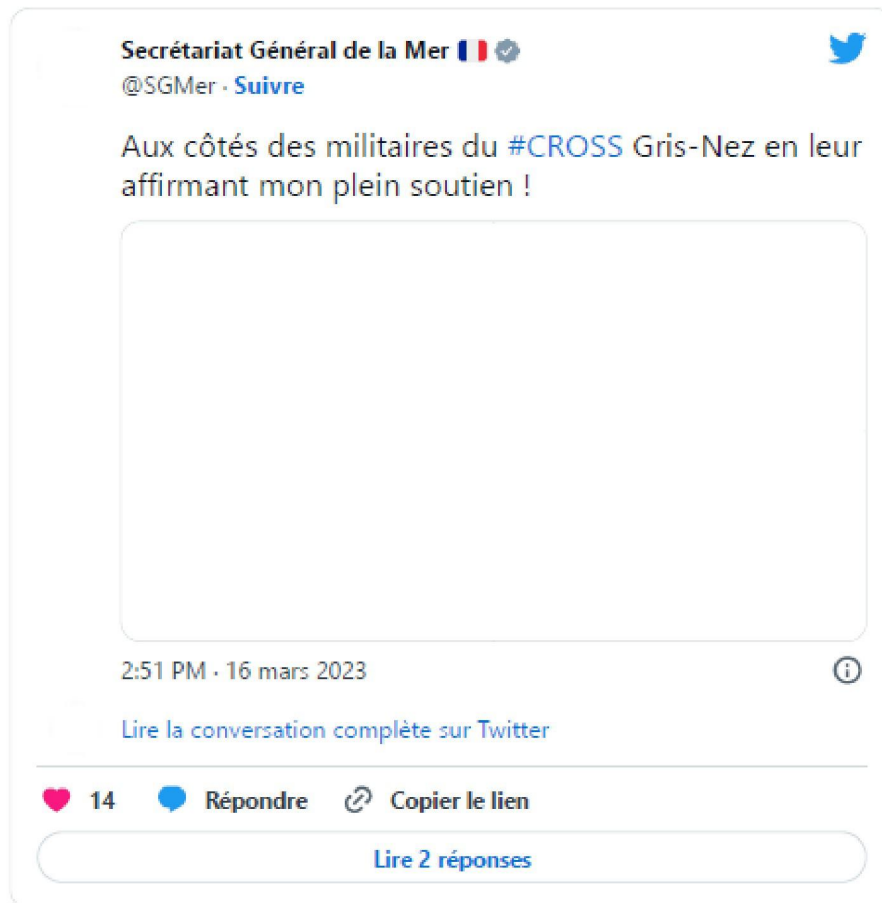 Secrétariat Général de la Mer 🇫🇷
@SGMer · Suivre
Aux côtés des militaires du #CROSS Gris-Nez en leur
affirmant mon plein soutien !
2:51 PM · 16 mars 2023
Lire la conversation complète sur Twitter
14 Répondre Copier le lien
Lire 2 réponses